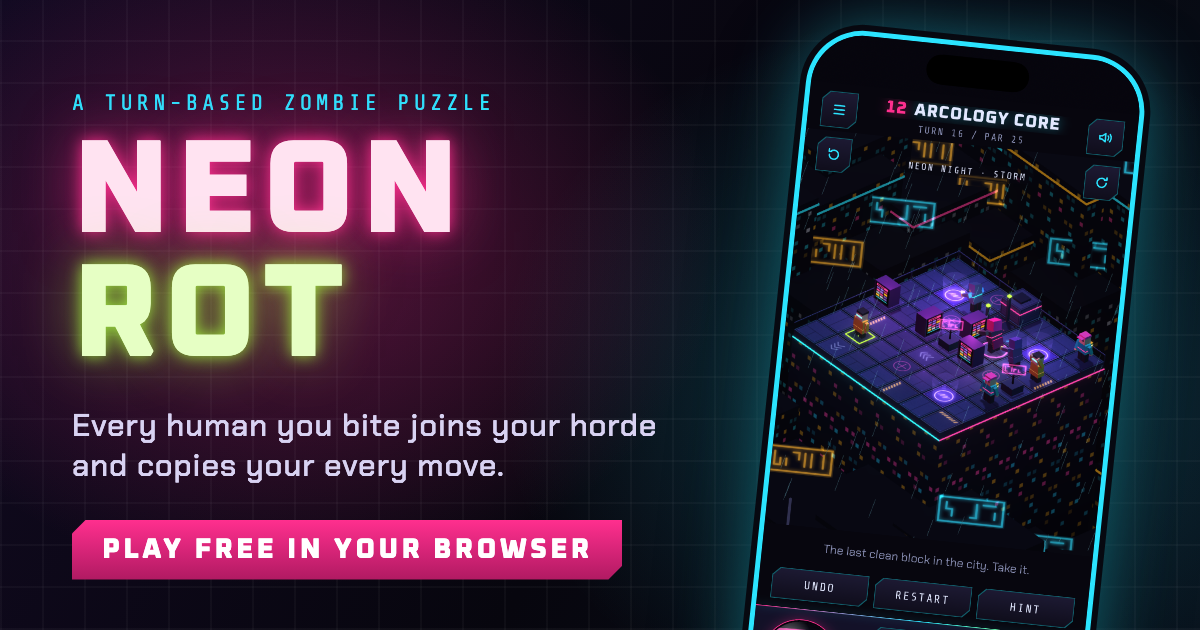 A TURN-BASED ZOMBIE PUZZLE
NEON
ROT
Every human you bite joins your horde
and copies your every move.
PLAY FREE IN YOUR BROWSER
12 ARCOLOGY CORE
TURN 16 / PAR 25
NEON NIGHT · STORM
The last clean block in the city. Take it.
UNDO
RESTART
HINT